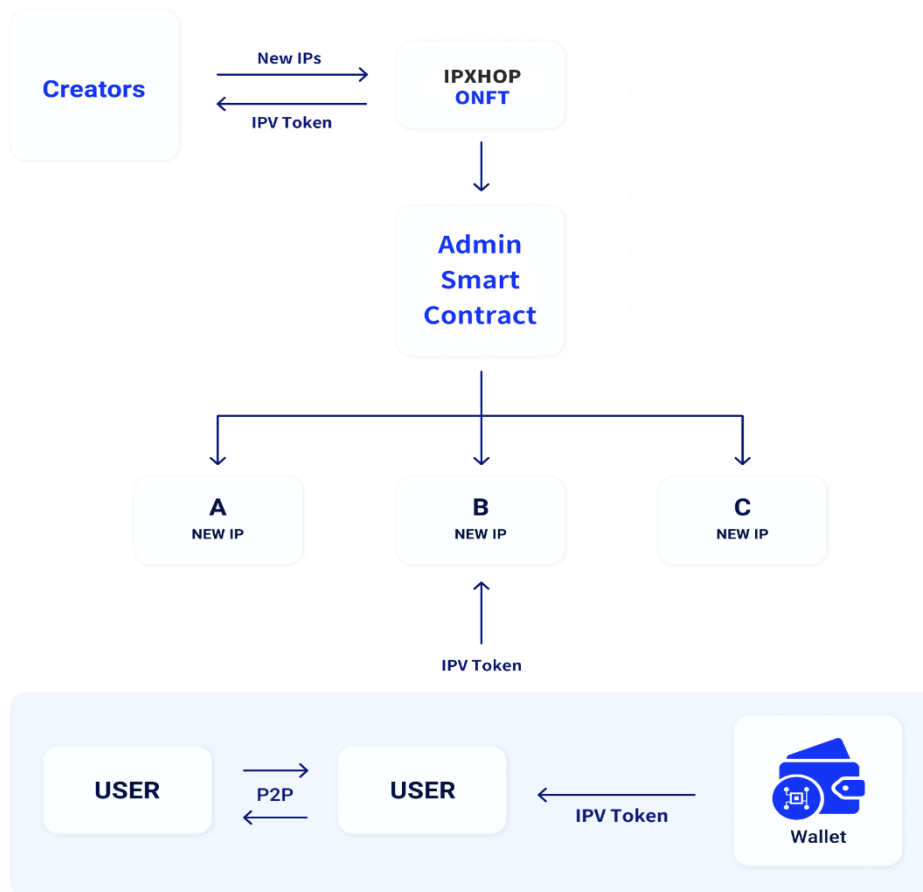 Creators
New IPs
IPV Token
IPXHOP
ONFT
Admin
Smart
Contract
A
NEW IP
B
NEW IP
C
NEW IP
IPV Token
USER
P2P
USER
IPV Token
Wallet